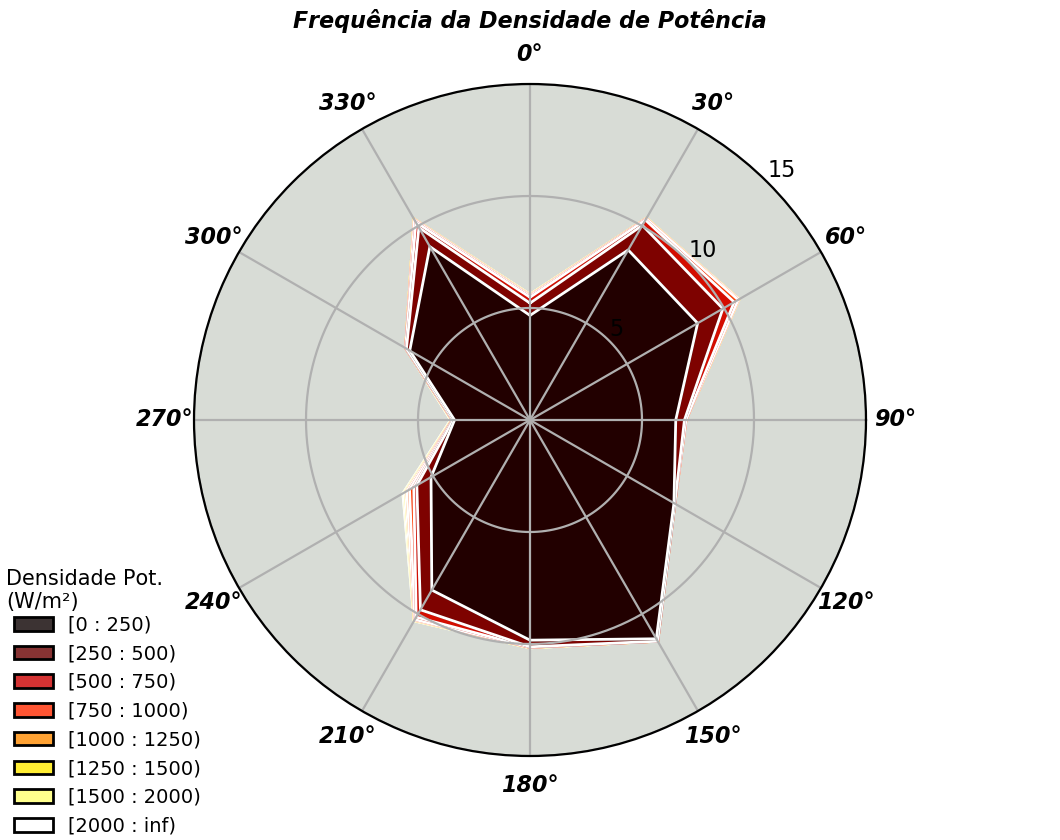 Frequência da Densidade de Potência
0°
30°
60°
90°
120°
150°
180°
210°
240°
270°
300°
330°
5
10
15
Densidade Pot.
(W/m²)
[0 : 250)
[250 : 500)
[500 : 750)
[750 : 1000)
[1000 : 1250)
[1250 : 1500)
[1500 : 2000)
[2000 : inf)